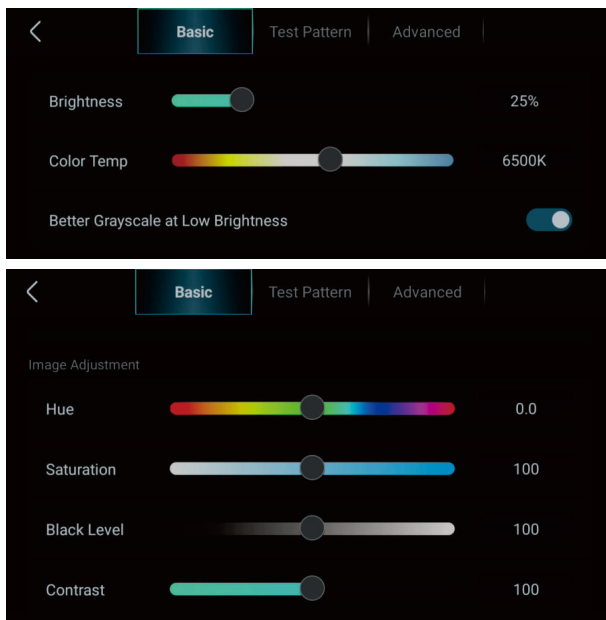 Basic Test Pattern Advanced
Brightness 25%
Color Temp 6500K
Better Grayscale at Low Brightness
Basic Test Pattern Advanced
Image Adjustment
Hue 0.0
Saturation 100
Black Level 100
Contrast 100